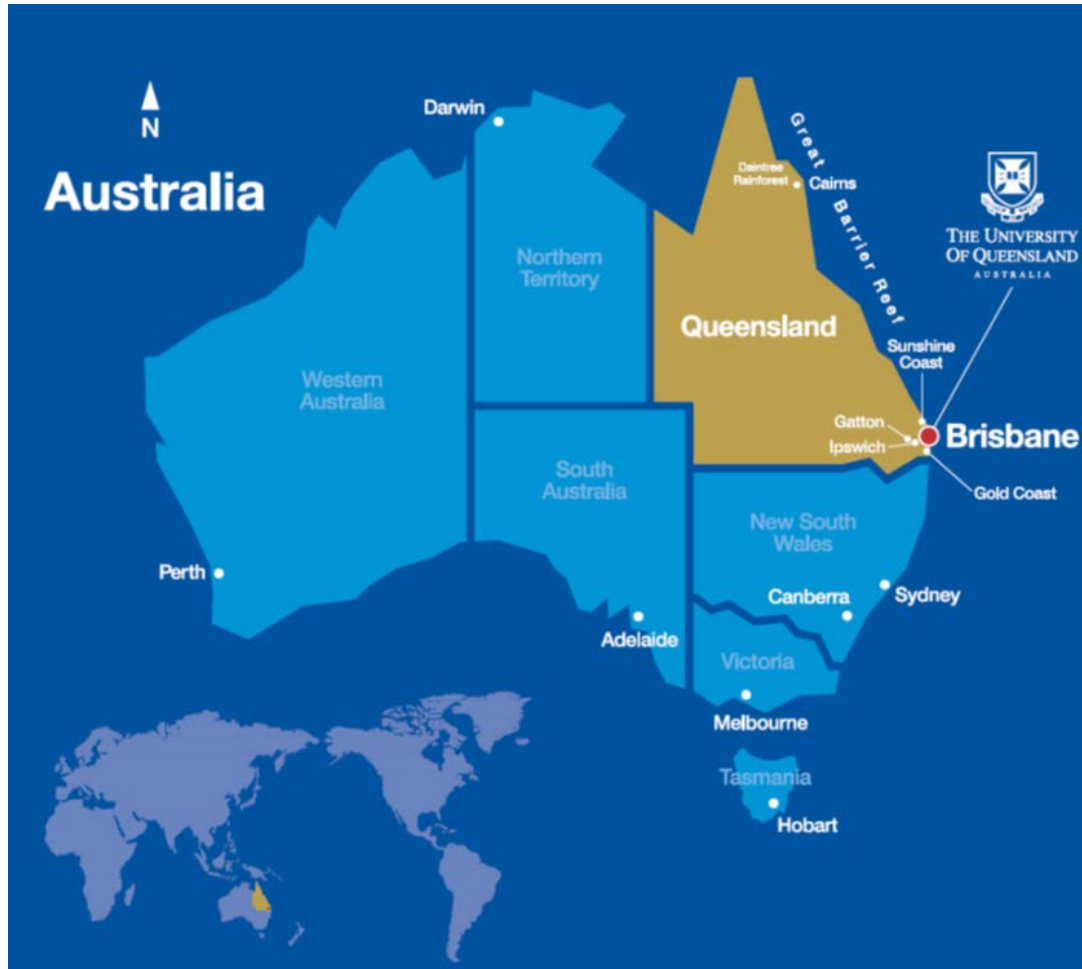 N
Australia
Darwin
Great Barrier Reef
Daintree
Rainforest
Cairns
THE UNIVERSITY
OF QUEENSLAND
AUSTRALIA
Northern
Territory
Queensland
Sunshine
Coast
Western
Australia
Gatton
Ipswich
Brisbane
South
Australia
Gold Coast
New South
Wales
Perth
Canberra
Sydney
Adelaide
Victoria
Melbourne
Tasmania
Hobart